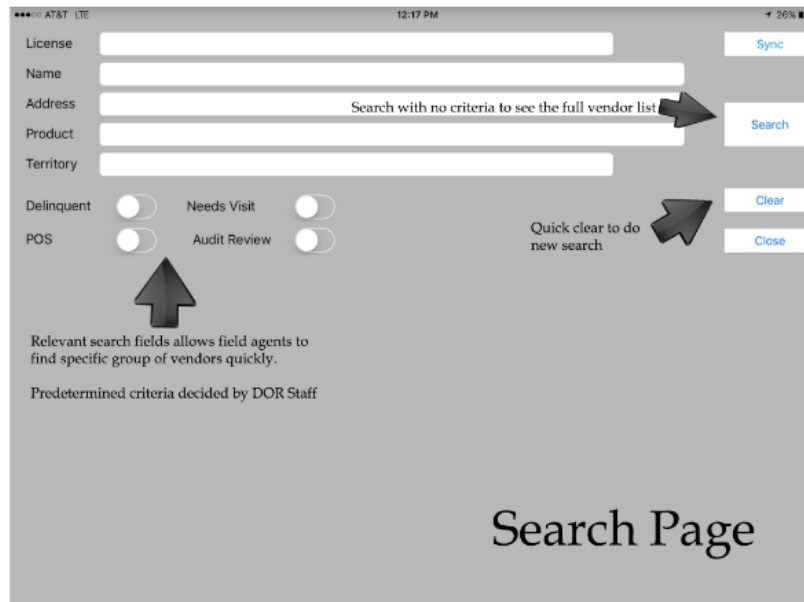 AT&T LTE 12:17 PM 26%
License Sync
Name
Address Search with no criteria to see the full vendor list
Product Search
Territory
Delinquent Needs Visit Clear
POS Audit Review Close
Quick clear to do
new search
Relevant search fields allows field agents to
find specific group of vendors quickly.
Predetermined criteria decided by DOR Staff
Search Page